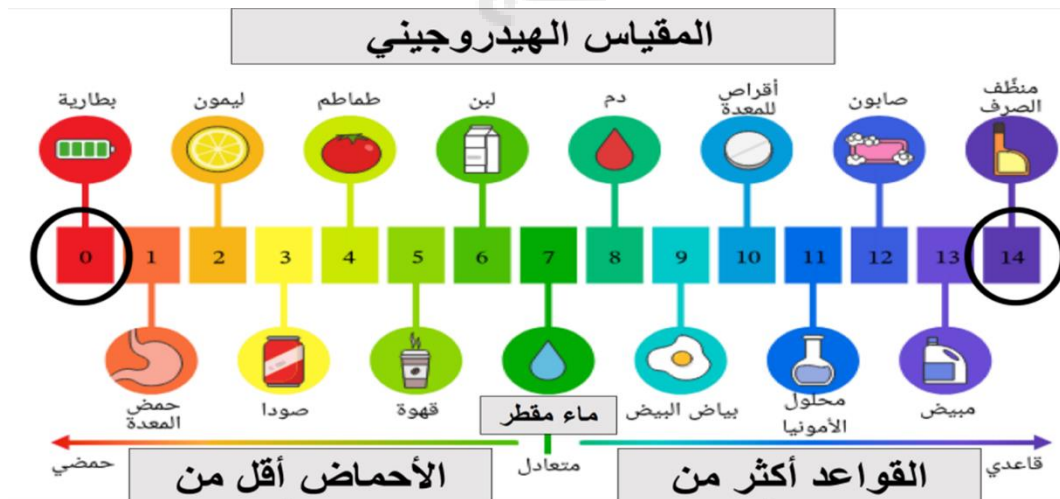 المقياس الهيدروجيني
بطارية
ليمون
طماطم
لبن
دم
أقراص
للمعدة
صابون
منظّف
الصرف
0 1 2 3 4 5 6 7 8 9 10 11 12 13 14
حمض
المعدة
صودا
قهوة
ماء مقطر
بياض البيض
محلول
الأمونيا
مبيض
حمضي
الأحماض أقل من
متعادل
القواعد أكثر من
قاعدي